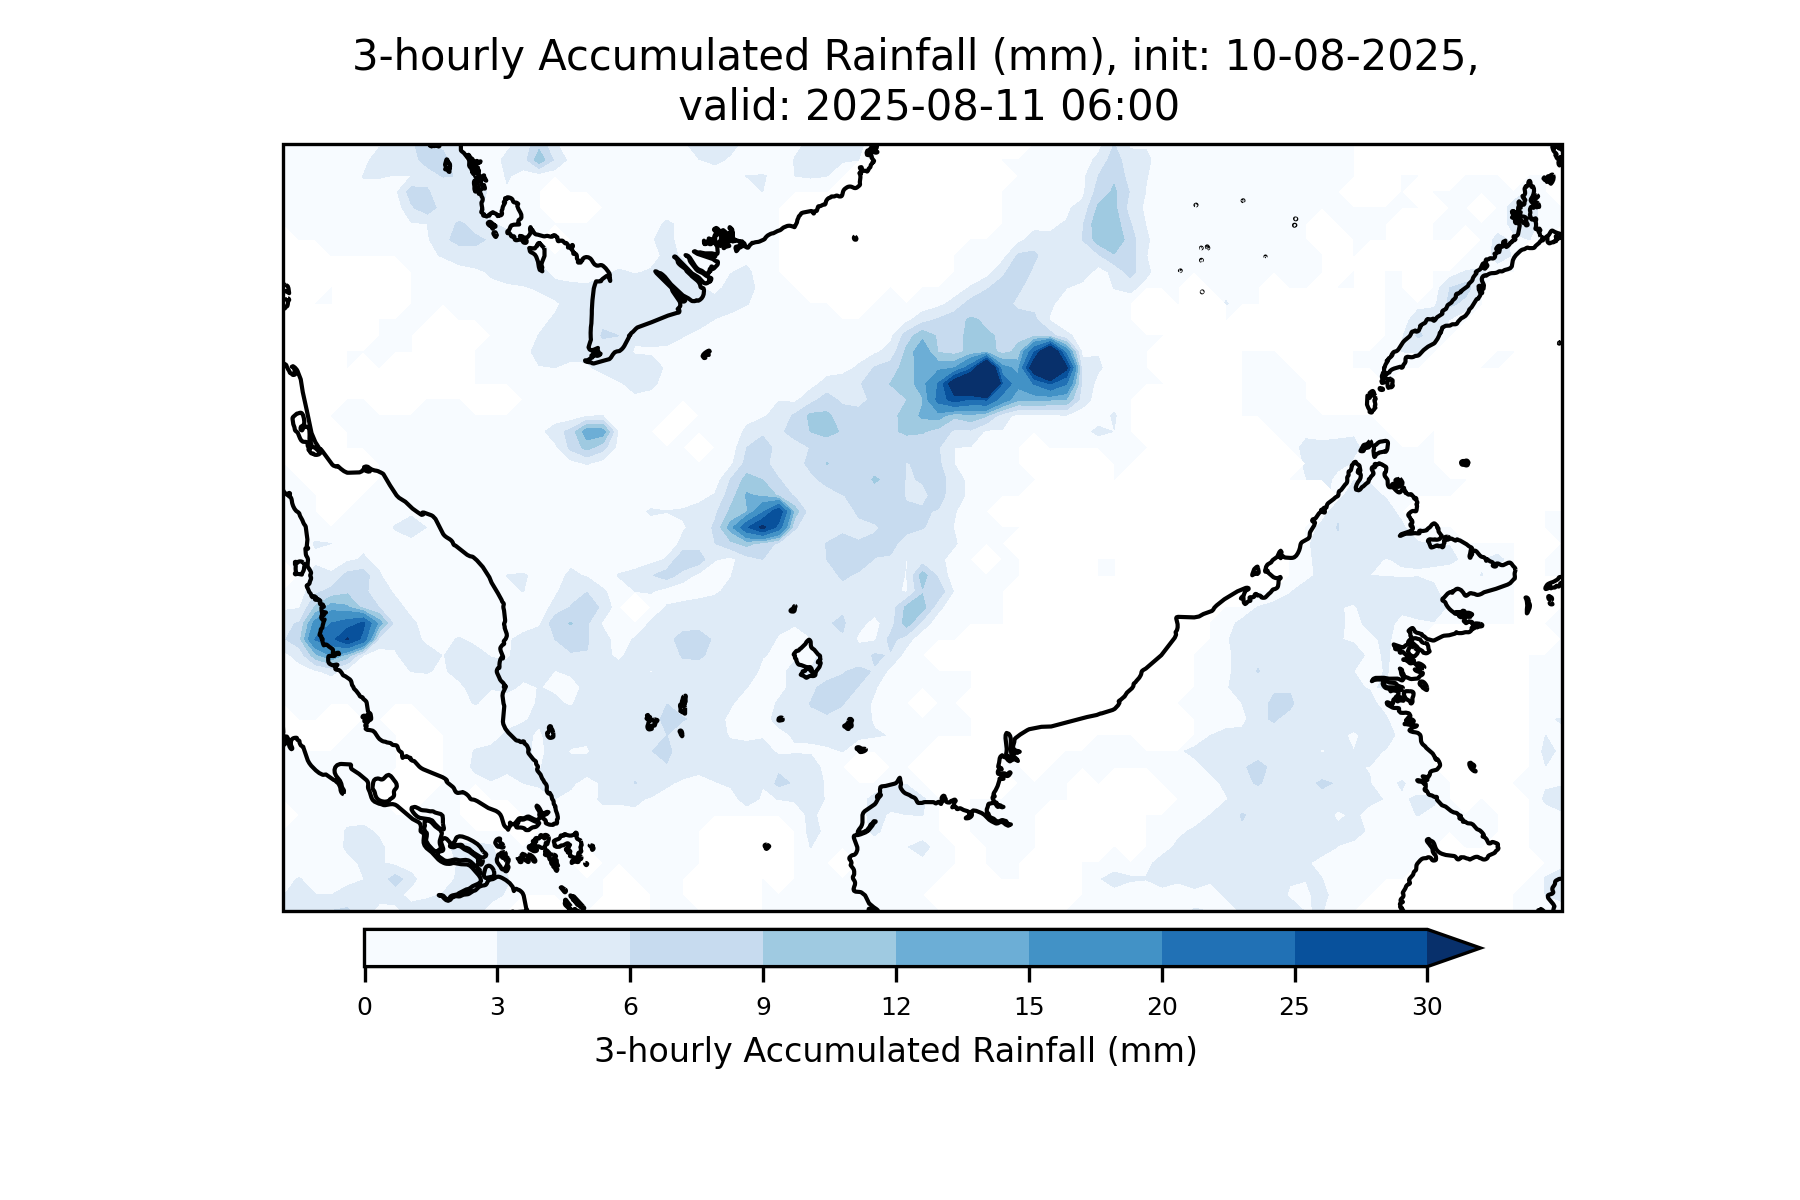 3-hourly Accumulated Rainfall (mm), init: 10-08-2025,
valid: 2025-08-11 06:00
0 3 6 9 12 15 20 25 30
3-hourly Accumulated Rainfall (mm)